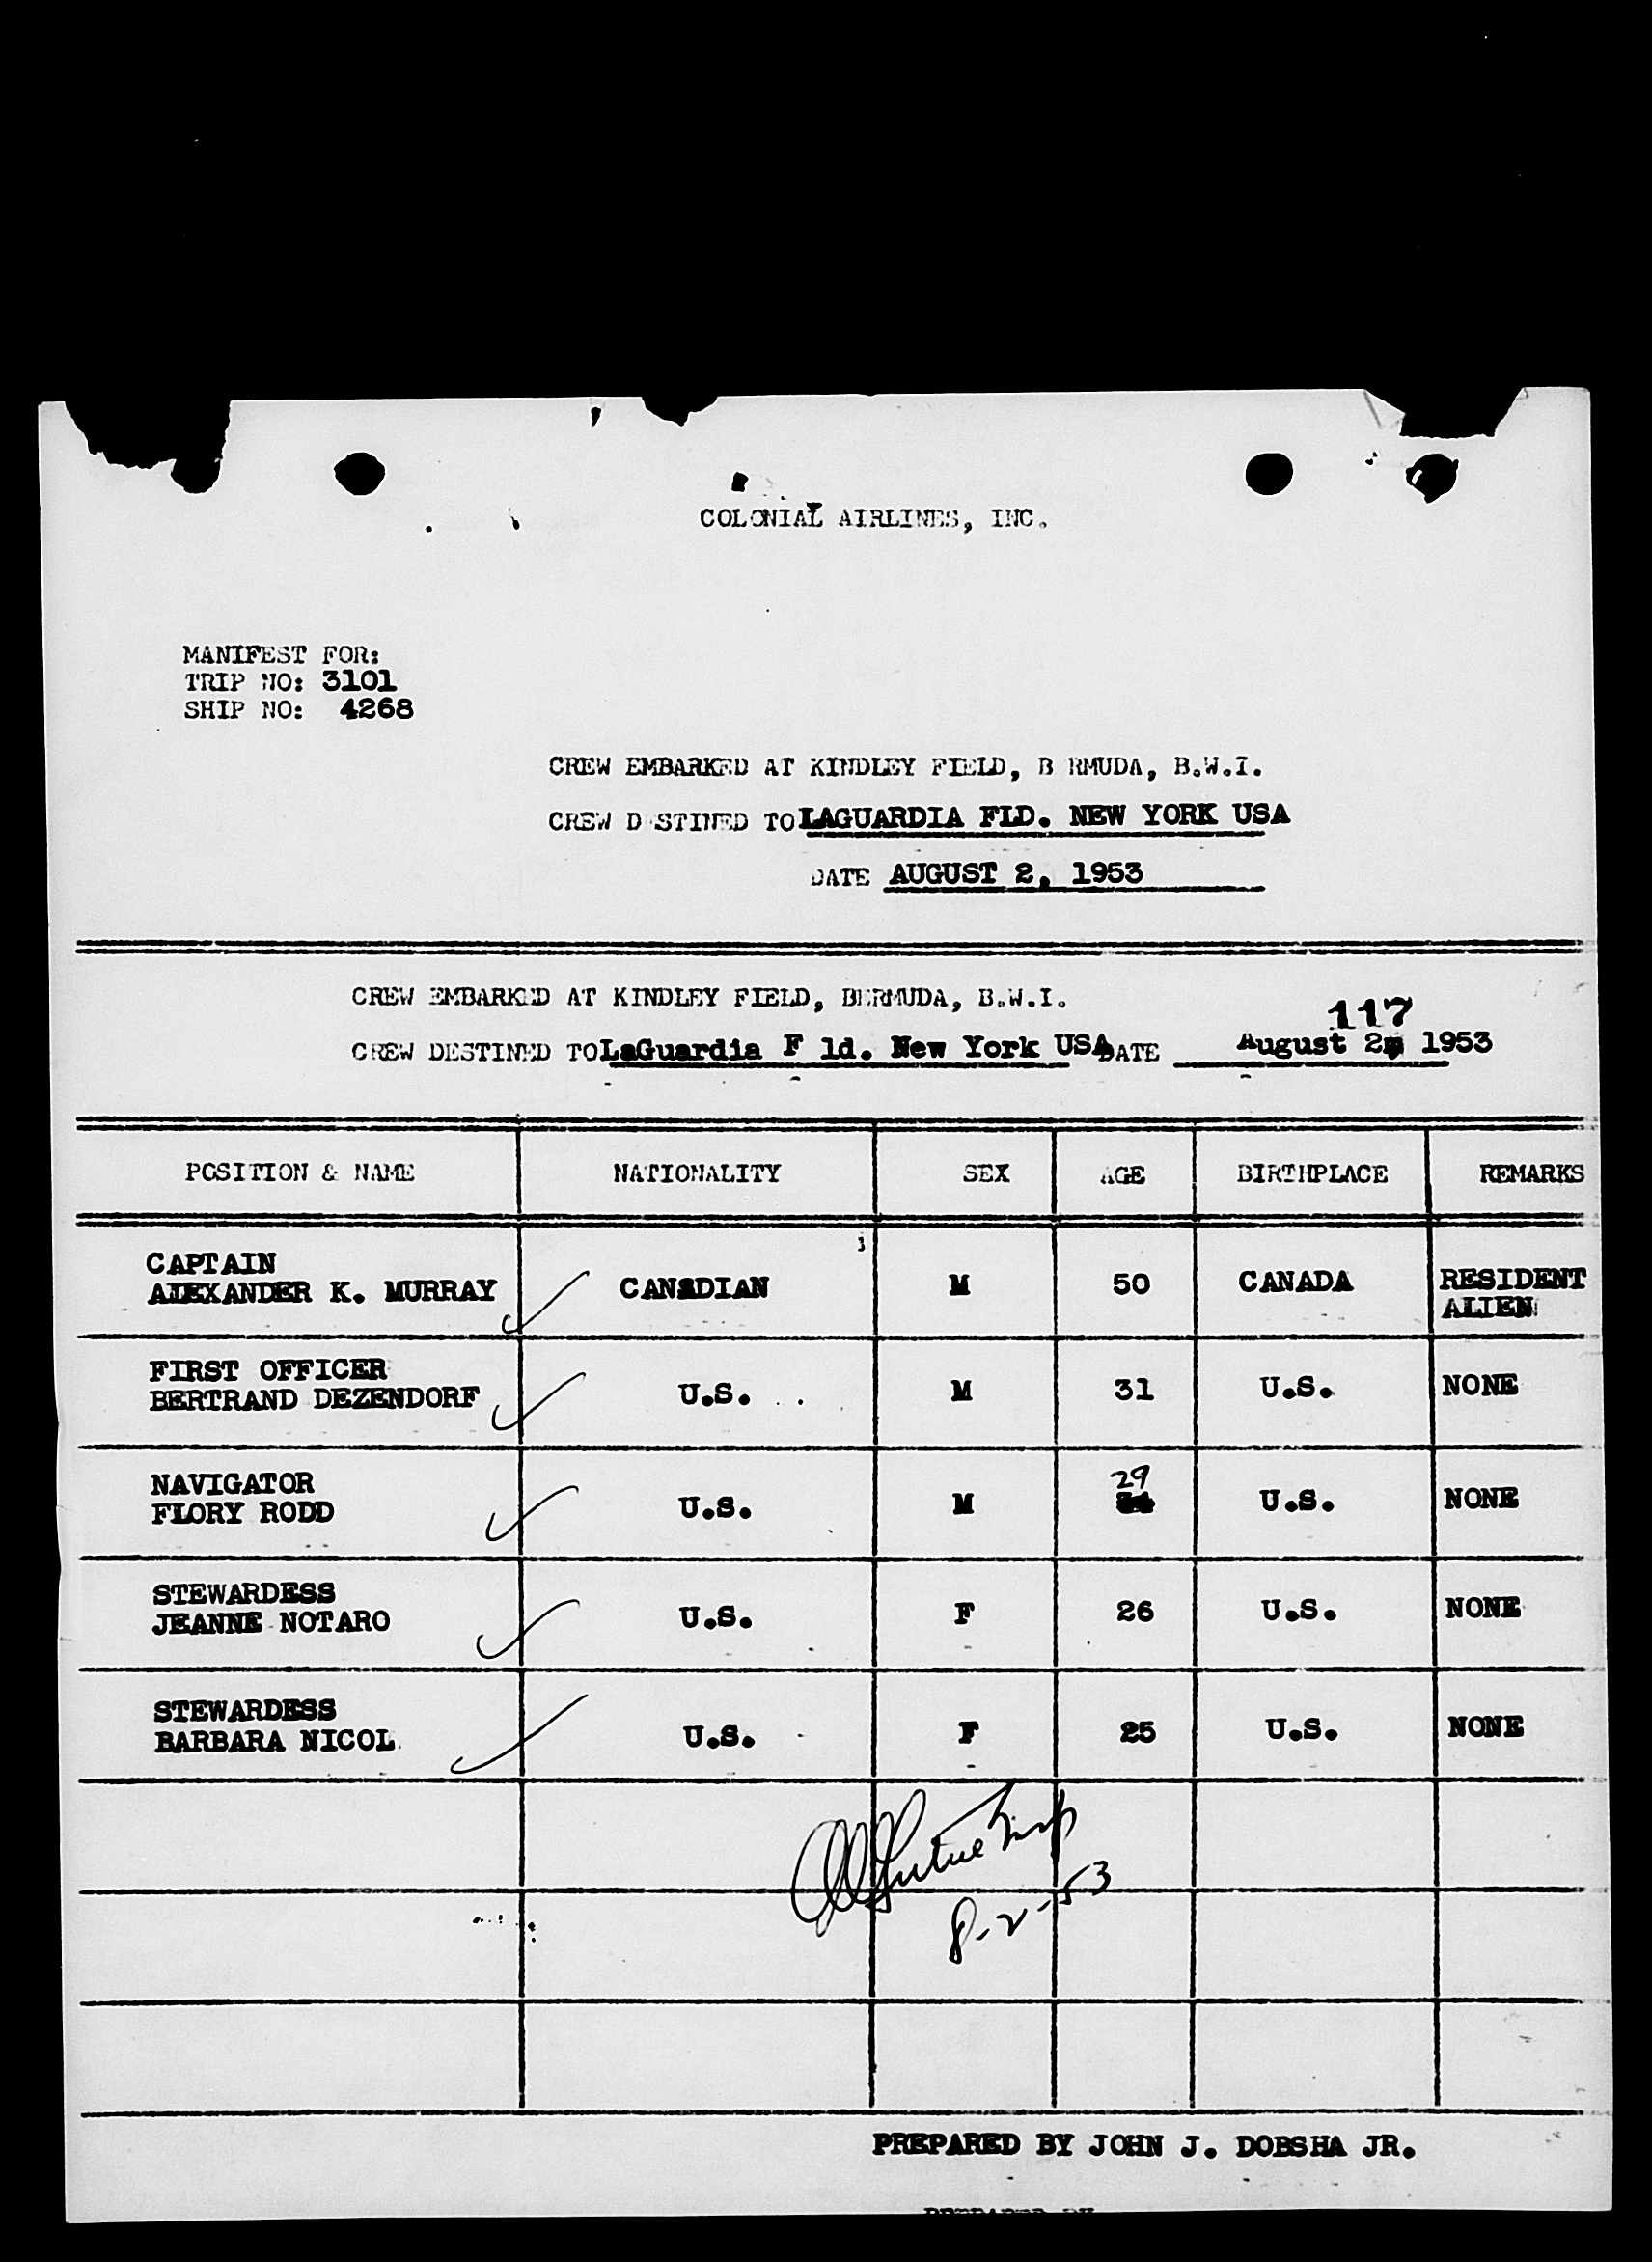 COLONIAL AIRLINES, INC.
MANIFEST FOR:
TRIP NO: 3101
SHIP NO: 4268
CREW EMBARKED AT KINDLEY FIELD, B RMUDA, B.W.I.
CREW D STINED TO LAGUARDIA FLD. NEW YORK USA
DATE AUGUST 2, 1953
CREW EMBARKED AT KINDLEY FIELD, BERMUDA, B.W.I.
117
CREW DESTINED TO LaGuardia F ld. New York USA DATE August 2, 1953
POSITION & NAME NATIONALITY SEX AGE BIRTHPLACE REMARKS
CAPTAIN
ALEXANDER K. MURRAY CANADIAN M 50 CANADA RESIDENT
ALIEN
FIRST OFFICER
BERTRAND DEZENDORF U.S. M 31 U.S. NONE
NAVIGATOR 29
FLORY RODD U.S. M U.S. NONE
STEWARDESS
JEANNE NOTARO U.S. F 26 U.S. NONE
STEWARDESS
BARBARA NICOL U.S. F 25 U.S. NONE
8-2-53
PREPARED BY JOHN J. DOBSHA JR.